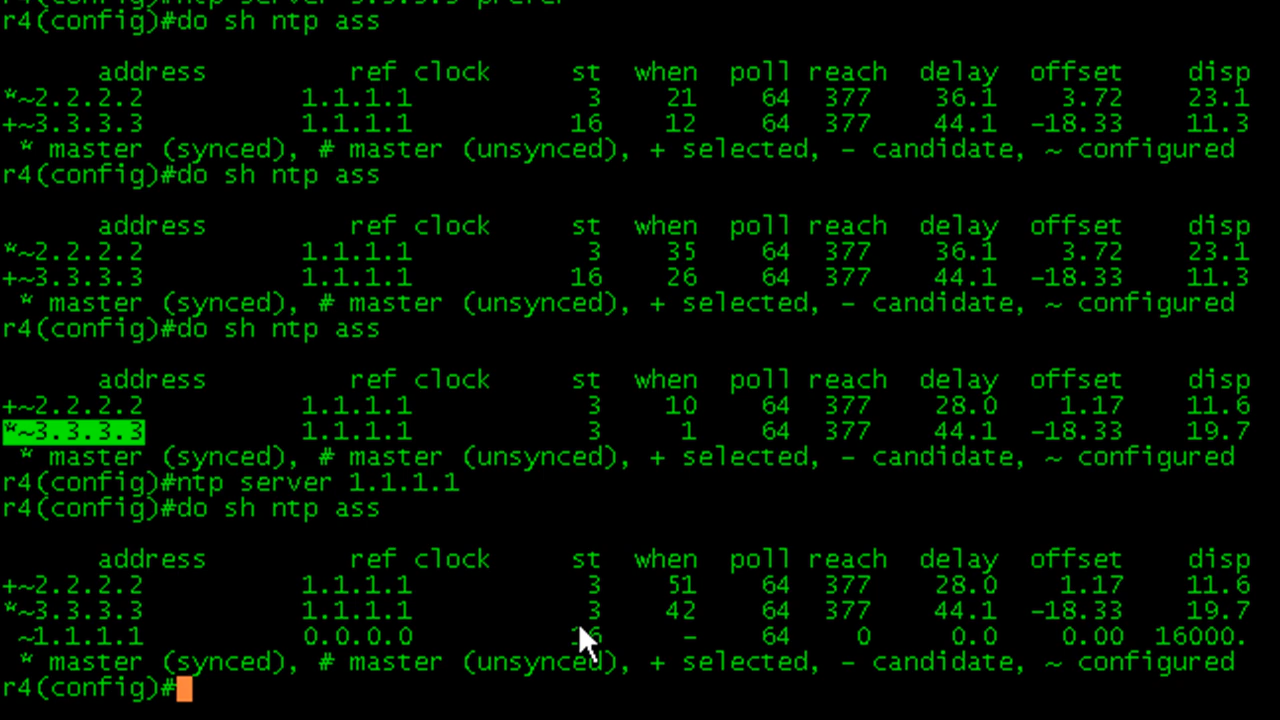 r4(config)#do sh ntp ass
address ref clock st when poll reach delay offset disp
*~2.2.2.2 1.1.1.1 3 21 64 377 36.1 3.72 23.1
+~3.3.3.3 1.1.1.1 16 12 64 377 44.1 -18.33 11.3
* master (synced), # master (unsynced), + selected, - candidate, ~ configured
r4(config)#do sh ntp ass
address ref clock st when poll reach delay offset disp
*~2.2.2.2 1.1.1.1 3 35 64 377 36.1 3.72 23.1
+~3.3.3.3 1.1.1.1 16 26 64 377 44.1 -18.33 11.3
* master (synced), # master (unsynced), + selected, - candidate, ~ configured
r4(config)#do sh ntp ass
address ref clock st when poll reach delay offset disp
+~2.2.2.2 1.1.1.1 3 10 64 377 28.0 1.17 11.6
*~3.3.3.3 1.1.1.1 3 1 64 377 44.1 -18.33 19.7
* master (synced), # master (unsynced), + selected, - candidate, ~ configured
r4(config)#ntp server 1.1.1.1
r4(config)#do sh ntp ass
address ref clock st when poll reach delay offset disp
+~2.2.2.2 1.1.1.1 3 51 64 377 28.0 1.17 11.6
*~3.3.3.3 1.1.1.1 3 42 64 377 44.1 -18.33 19.7
~1.1.1.1 0.0.0.0 16 - 64 0 0.0 0.00 16000.
* master (synced), # master (unsynced), + selected, - candidate, ~ configured
r4(config)#